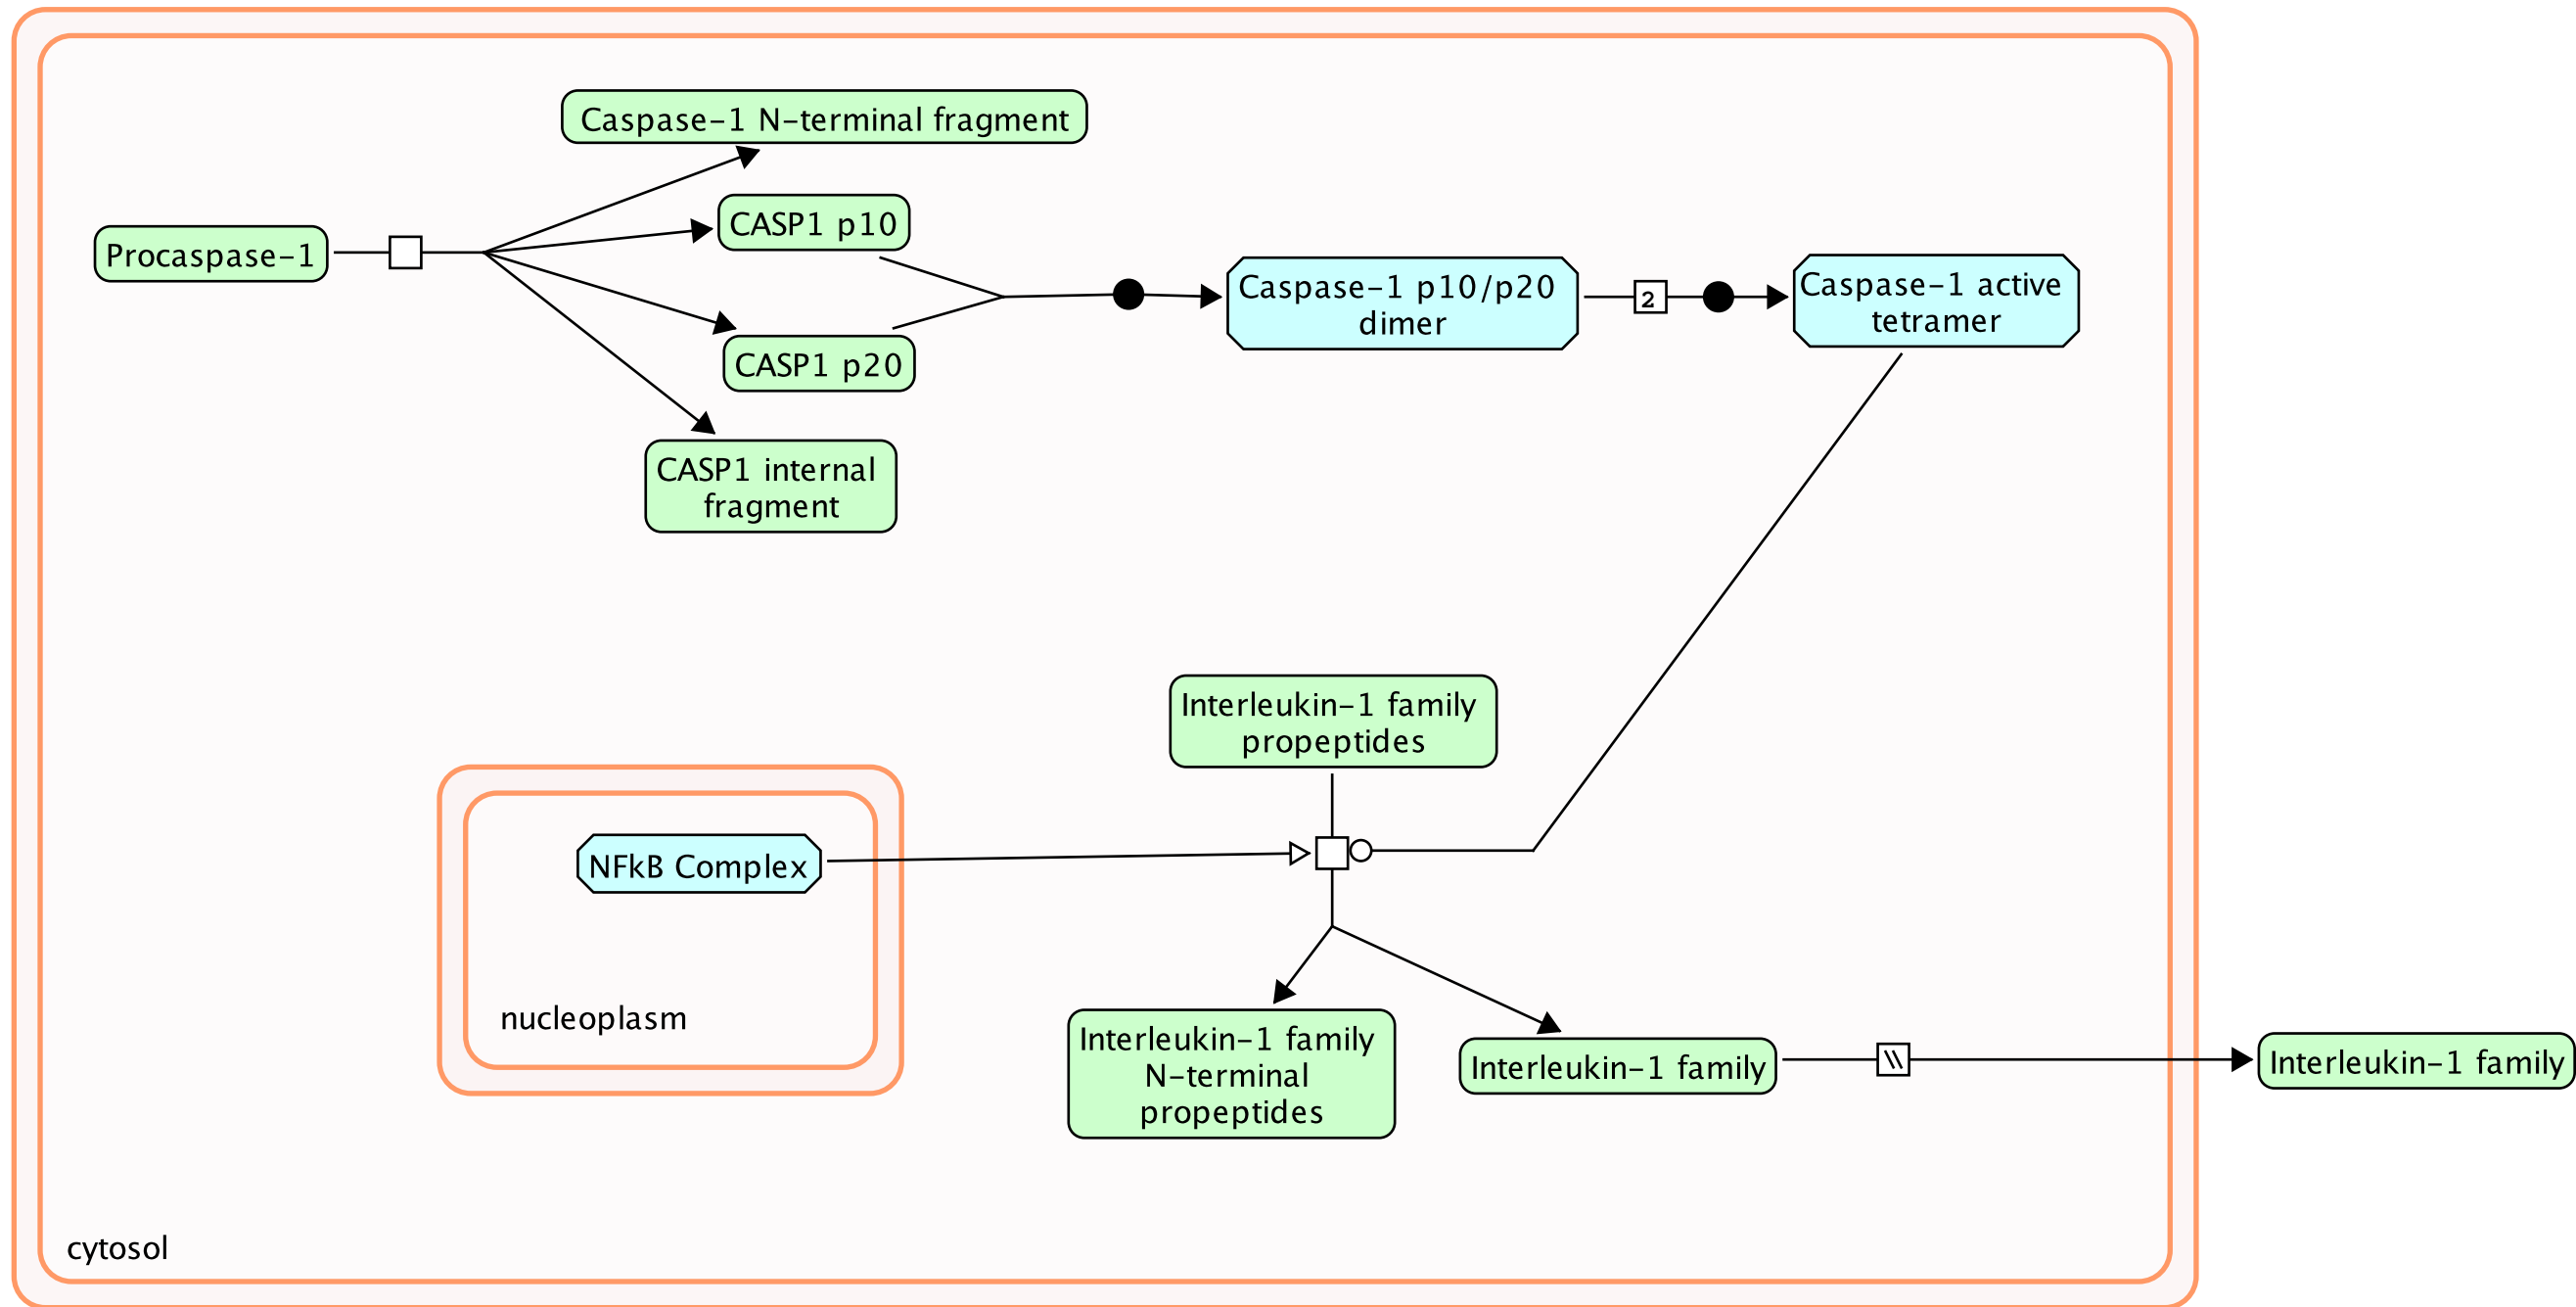 Caspase-1 N-terminal fragment
CASP1 p10
Procaspase-1
Caspase-1 p10/p20
dimer
2
Caspase-1 active
tetramer
CASP1 p20
CASP1 internal
fragment
Interleukin-1 family
propeptides
NFkB Complex
nucleoplasm
Interleukin-1 family
N-terminal
propeptides
Interleukin-1 family
\\
Interleukin-1 family
cytosol